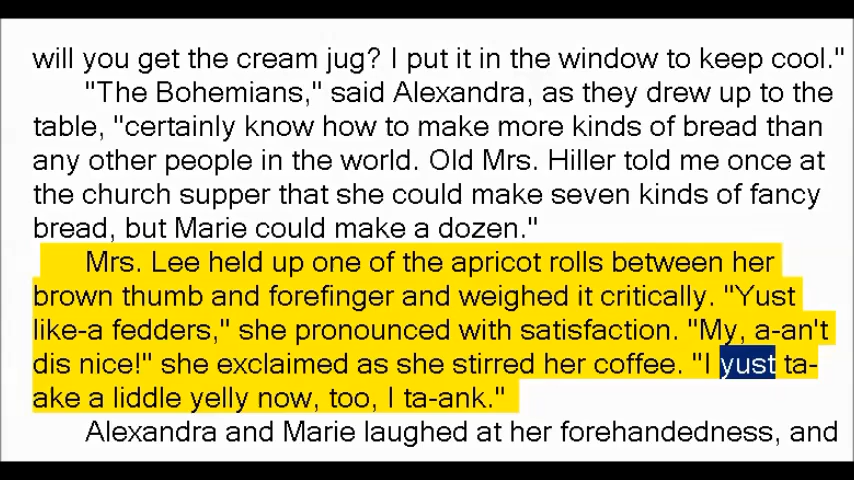 will you get the cream jug? I put it in the window to keep cool."
"The Bohemians," said Alexandra, as they drew up to the
table, "certainly know how to make more kinds of bread than
any other people in the world. Old Mrs. Hiller told me once at
the church supper that she could make seven kinds of fancy
bread, but Marie could make a dozen."
Mrs. Lee held up one of the apricot rolls between her
brown thumb and forefinger and weighed it critically. "Yust
like-a fedders," she pronounced with satisfaction. "My, a-an't
dis nice!" she exclaimed as she stirred her coffee. "I yust ta-
ake a liddle yelly now, too, I ta-ank."
Alexandra and Marie laughed at her forehandedness, and